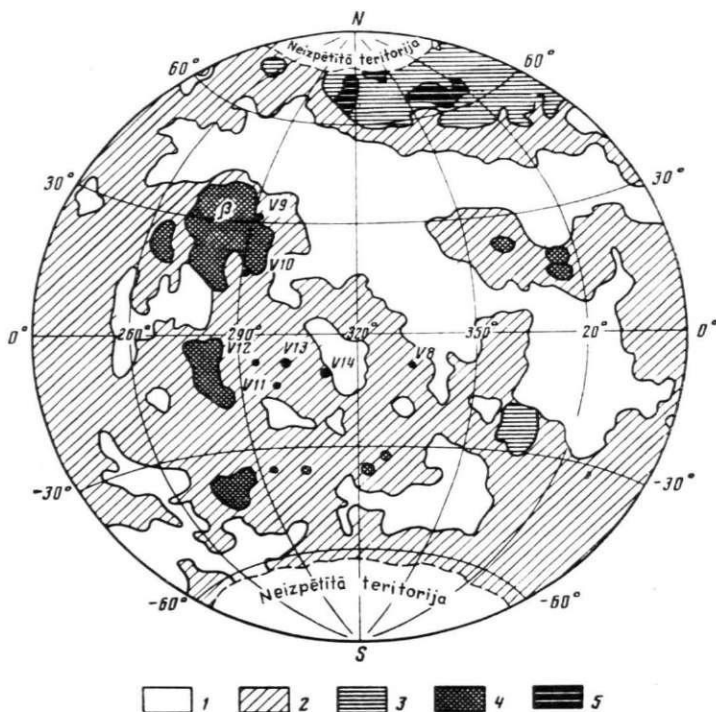 N
Neizpētītā teritorija
60° 60°
30° 30°
β V9
V10
0° 260° 290° 320° 350° 20° 0°
V12 V13 V14 V8
V11
-30° -30°
-60° -60°
Neizpētītā teritorija
S
1 2 3 4 5